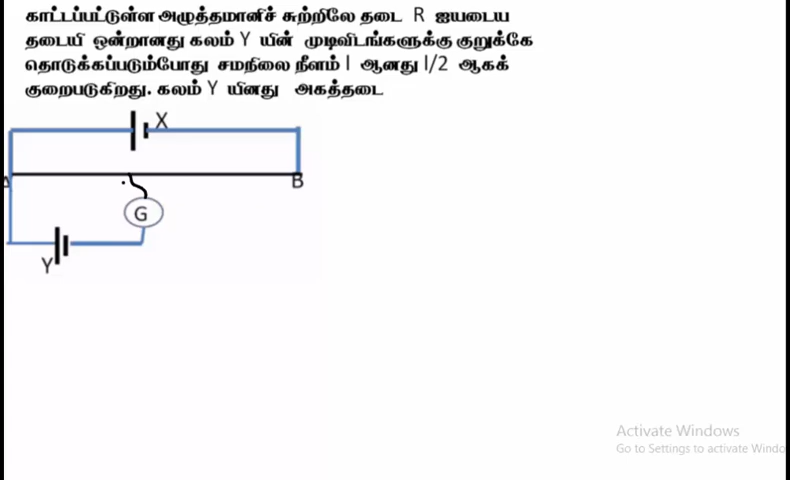 காட்டப்பட்டுள்ள அழுத்தமானிச் சுற்றிலே தடை R ஐயடைய
தடையி ஒன்றானது கலம் Y யின் முடிவிடங்களுக்கு குறுக்கே
தொடுக்கப்படும்போது சமநிலை நீளம் l ஆனது l/2 ஆகக்
குறைபடுகிறது. கலம் Y யினது அகத்தடை
X
A
B
G
Y
Activate Windows
Go to Settings to activate Windo